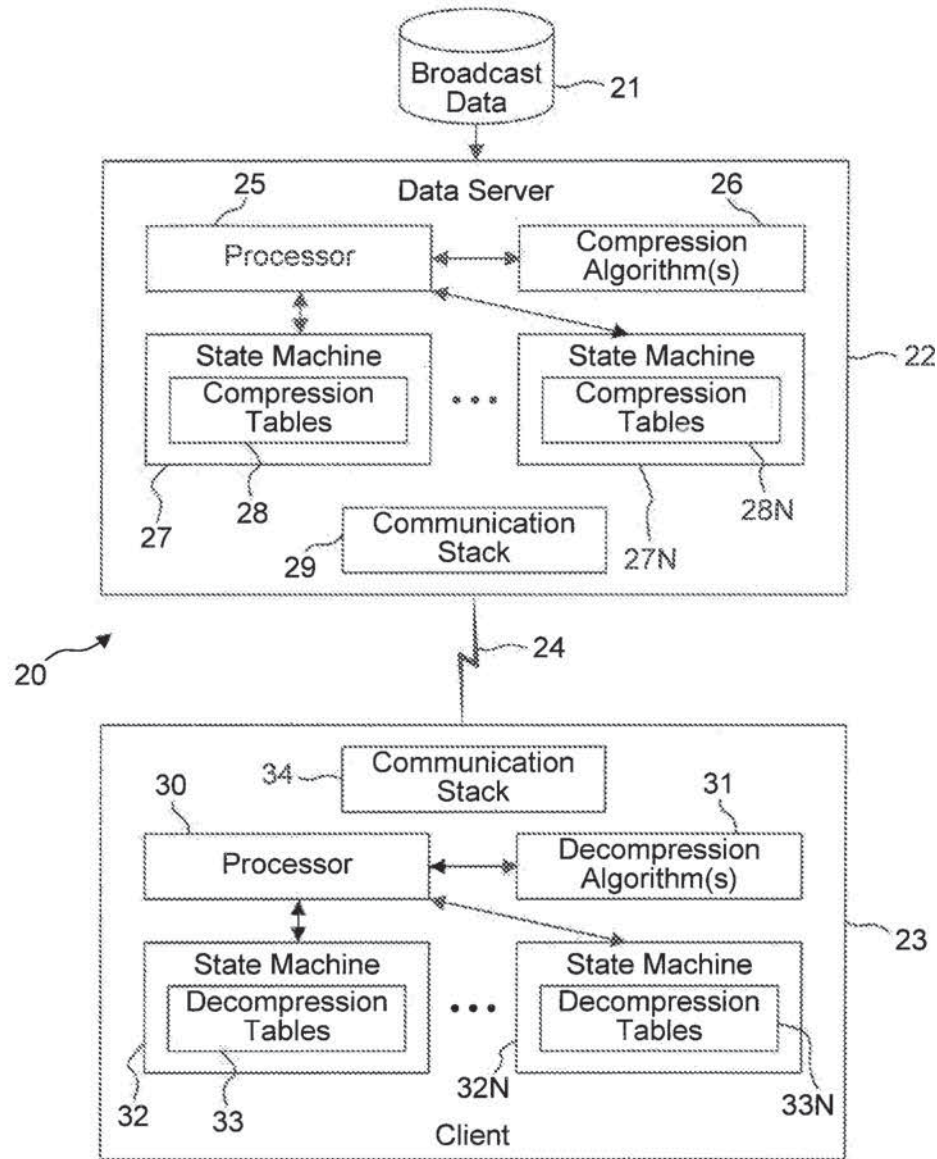 Broadcast
Data
21
25
Data Server
26
Processor
Compression
Algorithm(s)
State Machine
Compression
Tables
State Machine
Compression
Tables
22
27
28
28N
29
Communication
Stack
27N
20
24
34
Communication
Stack
30
31
Processor
Decompression
Algorithm(s)
23
State Machine
Decompression
Tables
State Machine
Decompression
Tables
32
33
32N
33N
Client